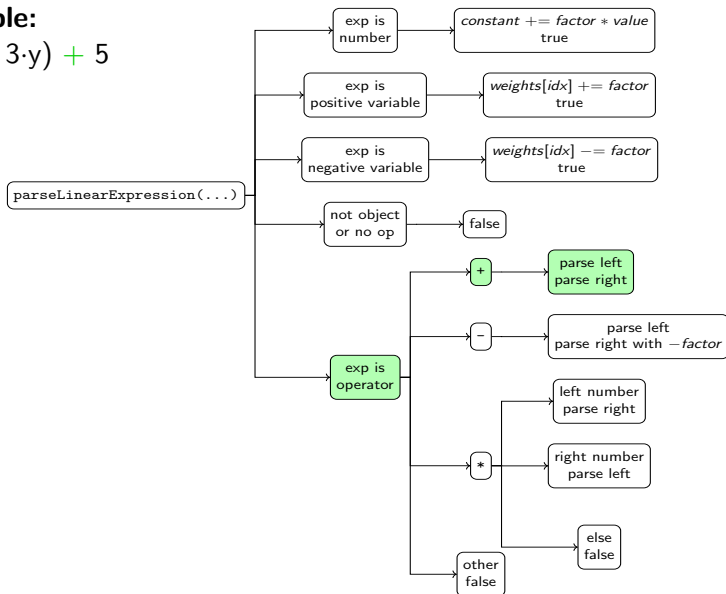 ple:
3·y) + 5
exp is
number
constant += factor * value
true
exp is
positive variable
weights[idx] += factor
true
exp is
negative variable
weights[idx] −= factor
true
parseLinearExpression(...)
not object
or no op
false
exp is
operator
+
parse left
parse right
−
parse left
parse right with −factor
*
left number
parse right
right number
parse left
else
false
other
false